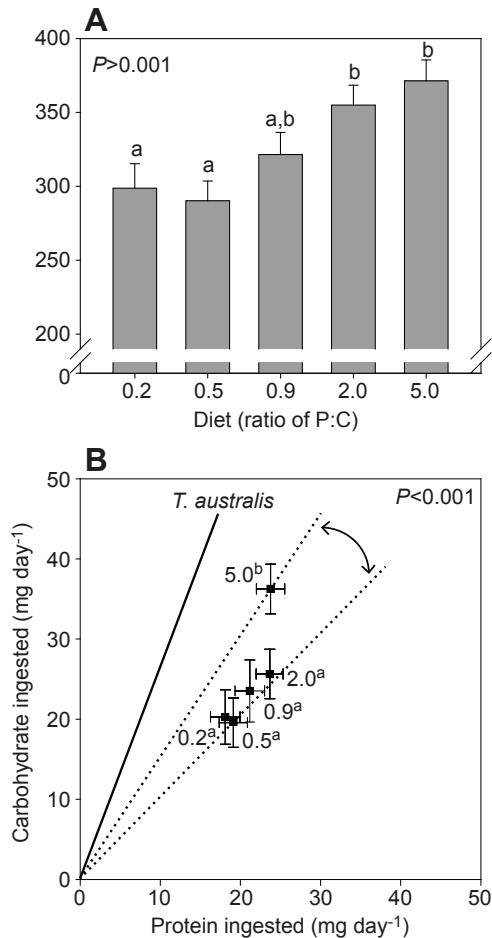 A
400
P>0.001
b
b
350
a,b
a
a
300
250
200
0
0.2 0.5 0.9 2.0 5.0
Diet (ratio of P:C)
B
50
T. australis
P<0.001
40
5.0ᵇ
30
2.0ᵃ
0.9ᵃ
20
0.2ᵃ
0.5ᵃ
10
0
0 10 20 30 40 50
Carbohydrate ingested (mg day⁻¹)
Protein ingested (mg day⁻¹)